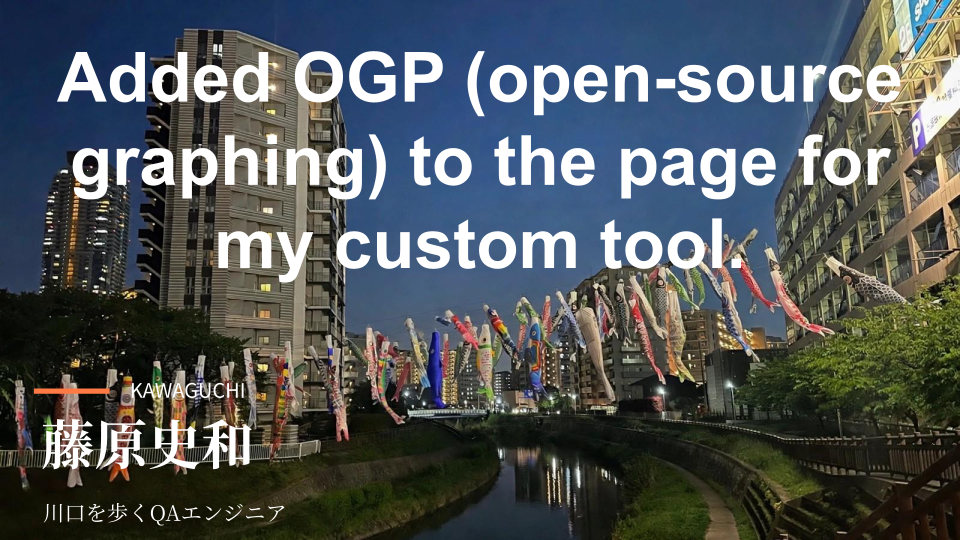 Added OGP (open-source
graphing) to the page for
my custom tool.
KAWAGUCHI
藤原史和
川口を歩くQAエンジニア